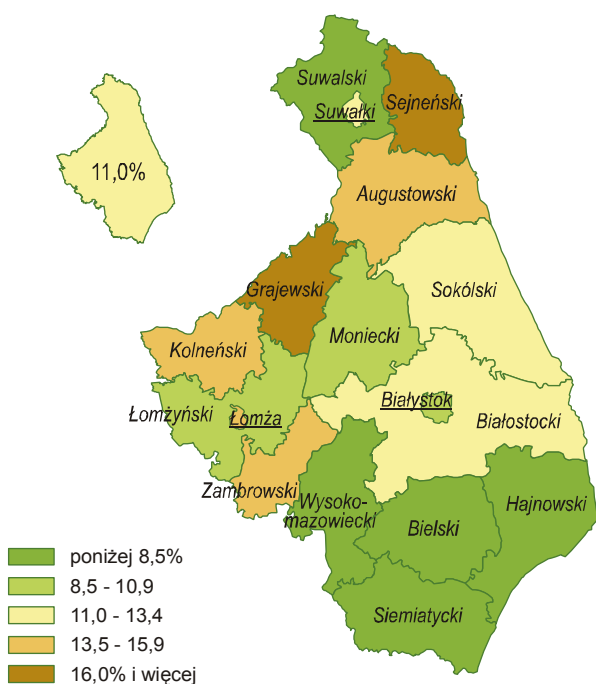 Suwalski
Suwałki
Sejneński
11,0%
Augustowski
Grajewski
Sokólski
Moniecki
Kolneński
Białystok
Łomżyński
Łomża
Białostocki
Zambrowski
Wysoko-
mazowiecki
Hajnowski
Bielski
Siemiatycki
poniżej 8,5%
8,5 - 10,9
11,0 - 13,4
13,5 - 15,9
16,0% i więcej